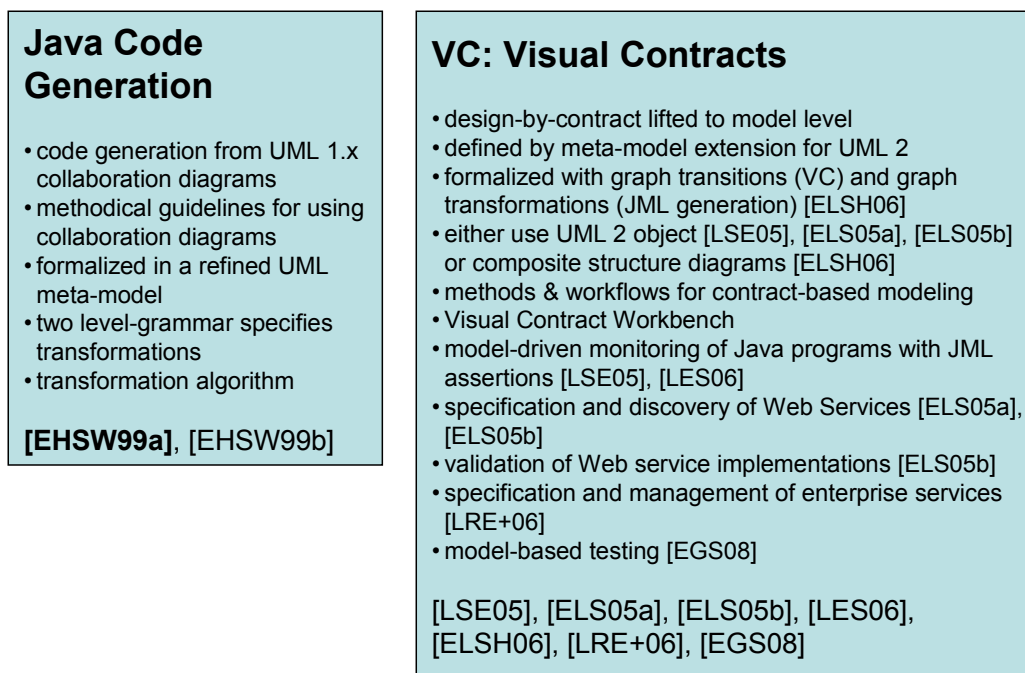 Java Code
Generation
• code generation from UML 1.x
collaboration diagrams
• methodical guidelines for using
collaboration diagrams
• formalized in a refined UML
meta-model
• two level-grammar specifies
transformations
• transformation algorithm
[EHSW99a], [EHSW99b]
VC: Visual Contracts
• design-by-contract lifted to model level
• defined by meta-model extension for UML 2
• formalized with graph transitions (VC) and graph
transformations (JML generation) [ELSH06]
• either use UML 2 object [LSE05], [ELS05a], [ELS05b]
or composite structure diagrams [ELSH06]
• methods & workflows for contract-based modeling
• Visual Contract Workbench
• model-driven monitoring of Java programs with JML
assertions [LSE05], [LES06]
• specification and discovery of Web Services [ELS05a],
[ELS05b]
• validation of Web service implementations [ELS05b]
• specification and management of enterprise services
[LRE+06]
• model-based testing [EGS08]
[LSE05], [ELS05a], [ELS05b], [LES06],
[ELSH06], [LRE+06], [EGS08]